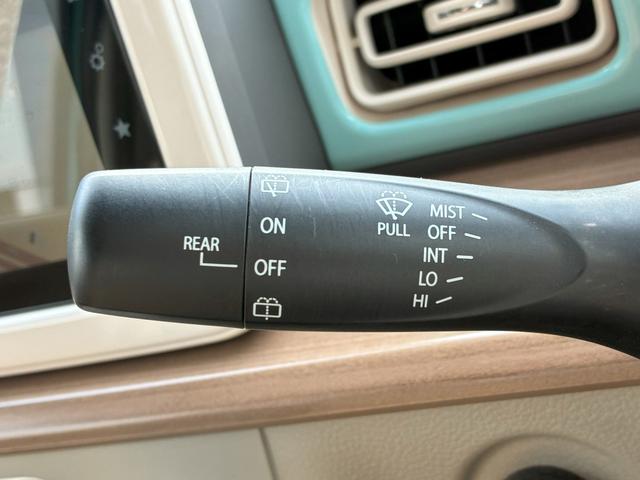 REAR
ON
OFF
PULL
MIST
OFF
INT
LO
HI